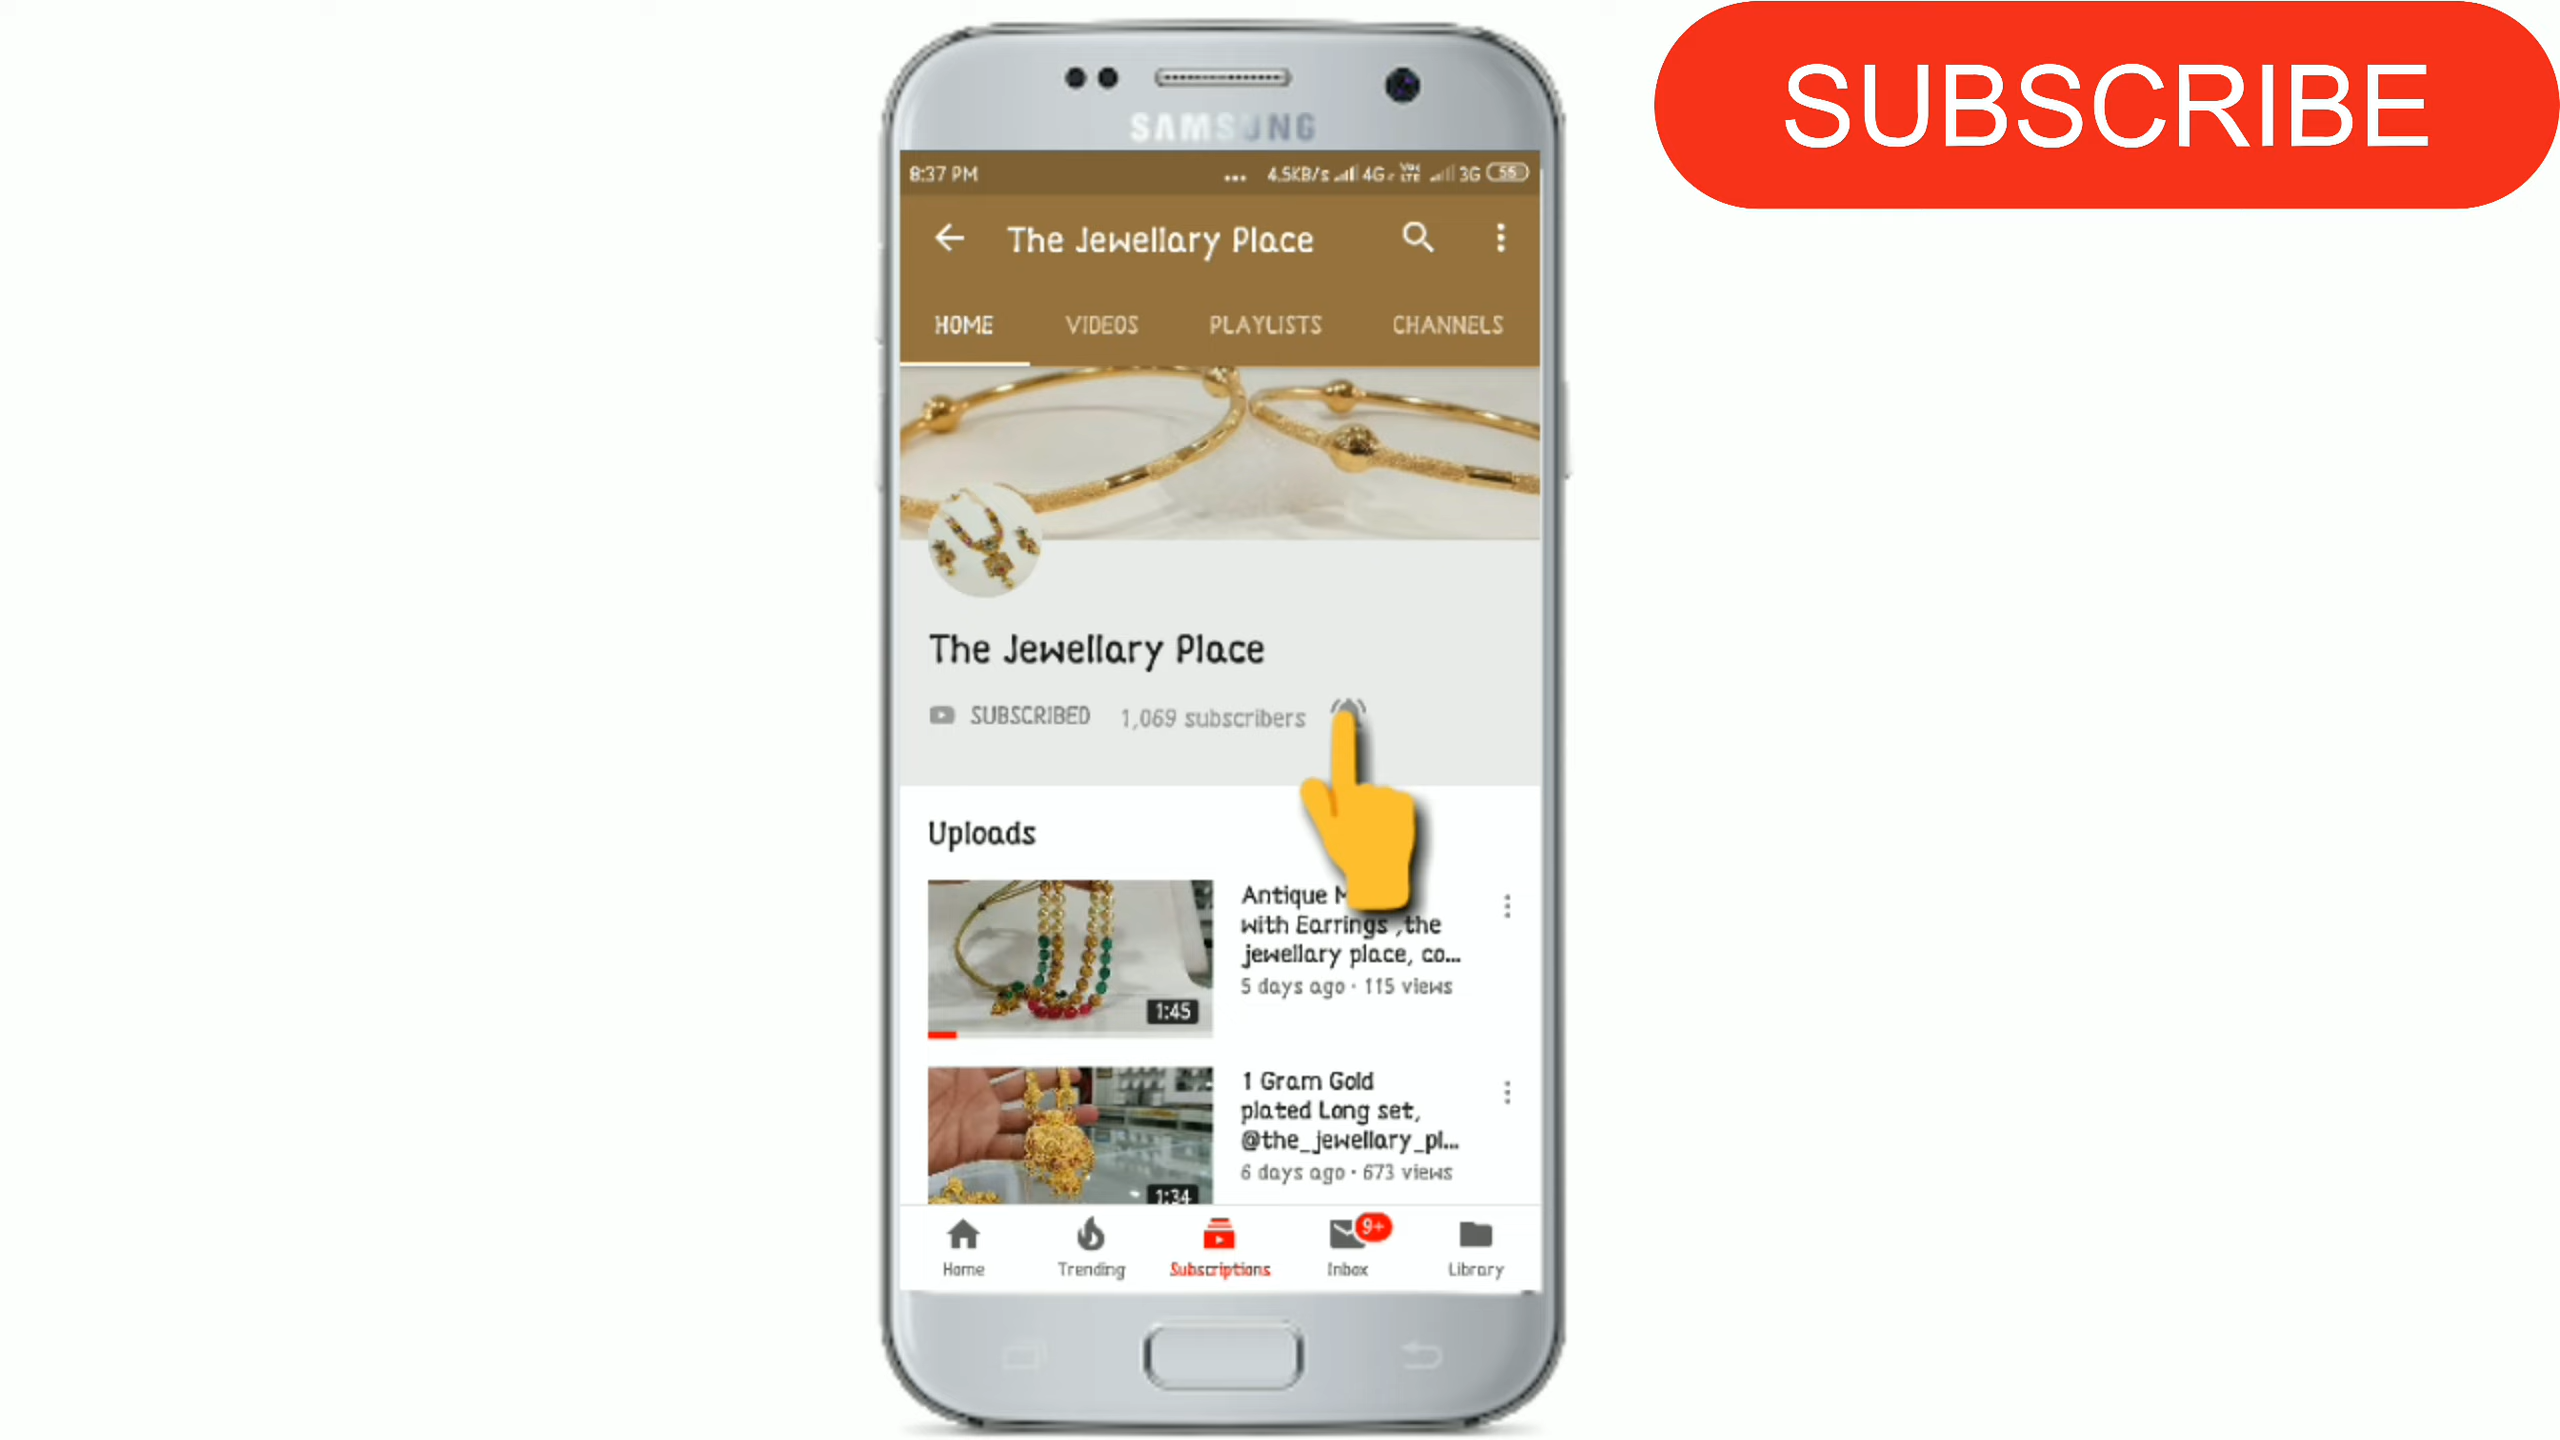 SUBSCRIBE
SAMSUNG
8:37 PM ... 4.5KB/s 4G VoLTE 3G 55
The Jewellary Place
HOME VIDEOS PLAYLISTS CHANNELS
The Jewellary Place
SUBSCRIBED 1,069 subscribers
Uploads
Antique
with Earrings ,the
jewellary place, co...
5 days ago · 115 views
1:45
1 Gram Gold
plated Long set,
@the_jewellary_pl...
6 days ago · 673 views
1:34
9+
Home Trending Subscriptions Inbox Library